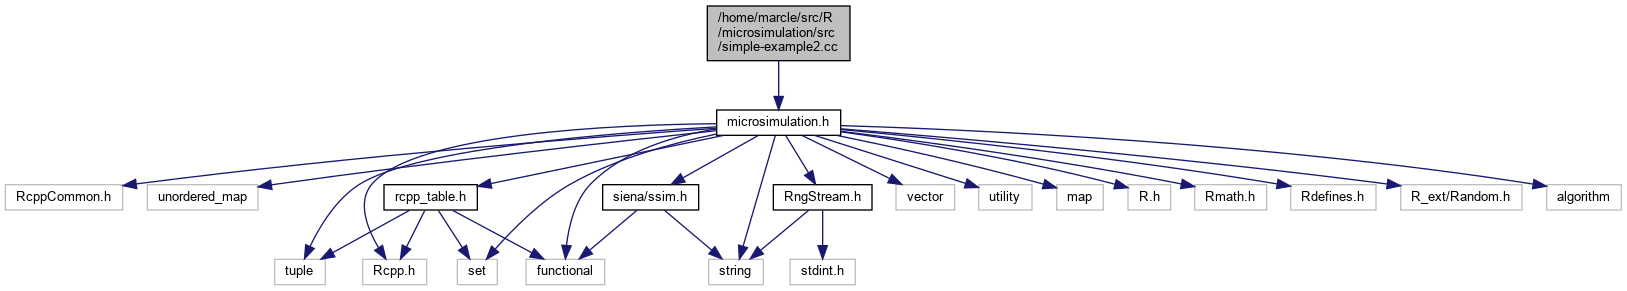 /home/marcle/src/R
/microsimulation/src
/simple-example2.cc
microsimulation.h
RcppCommon.h
unordered_map
rcpp_table.h
siena/ssim.h
RngStream.h
vector
utility
map
R.h
Rmath.h
Rdefines.h
R_ext/Random.h
algorithm
tuple
Rcpp.h
set
functional
string
stdint.h